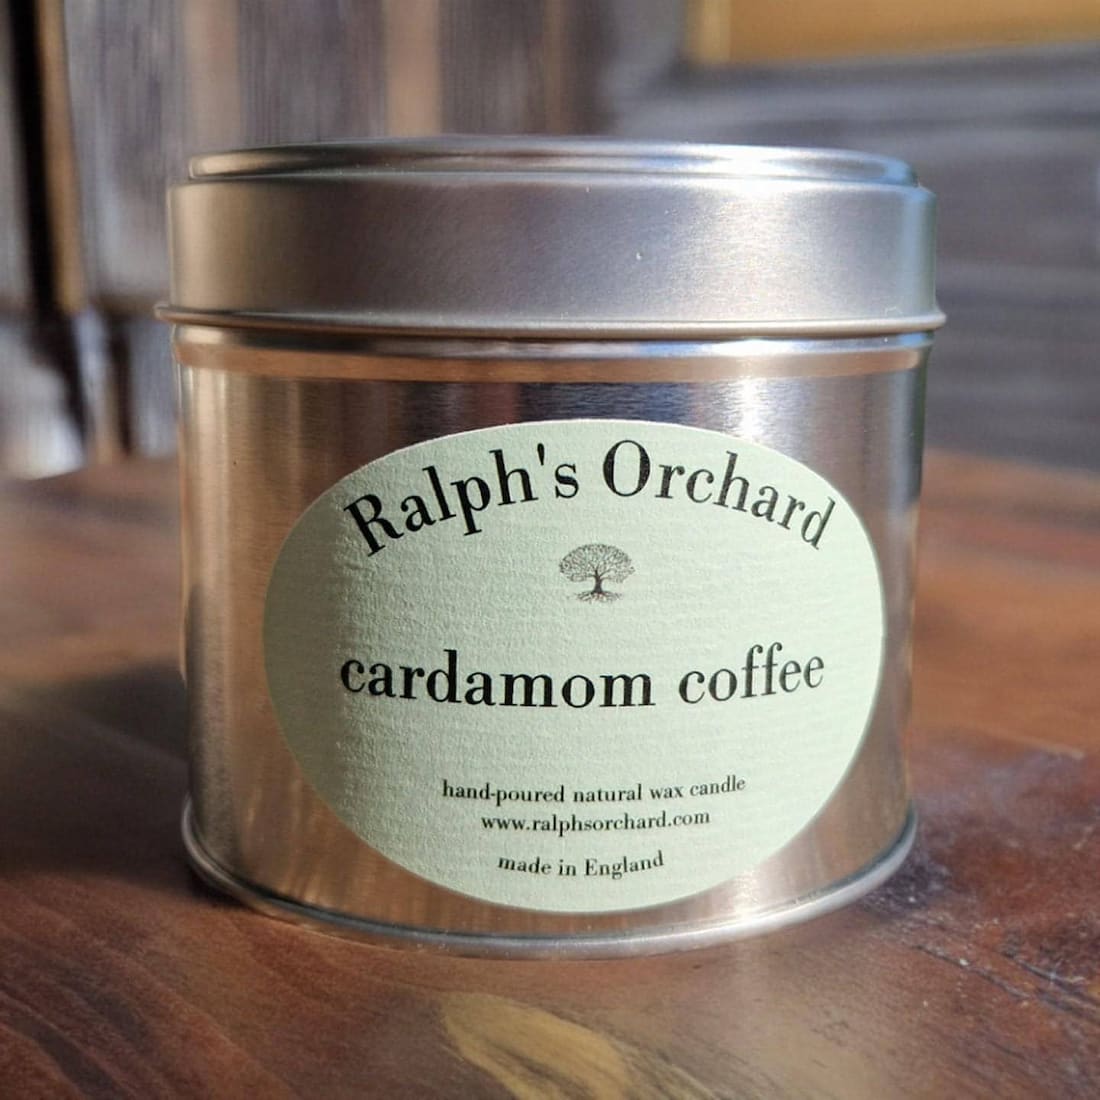 Ralph's Orchard
cardamom coffee
hand-poured natural wax candle
www.ralphsorchard.com
made in England